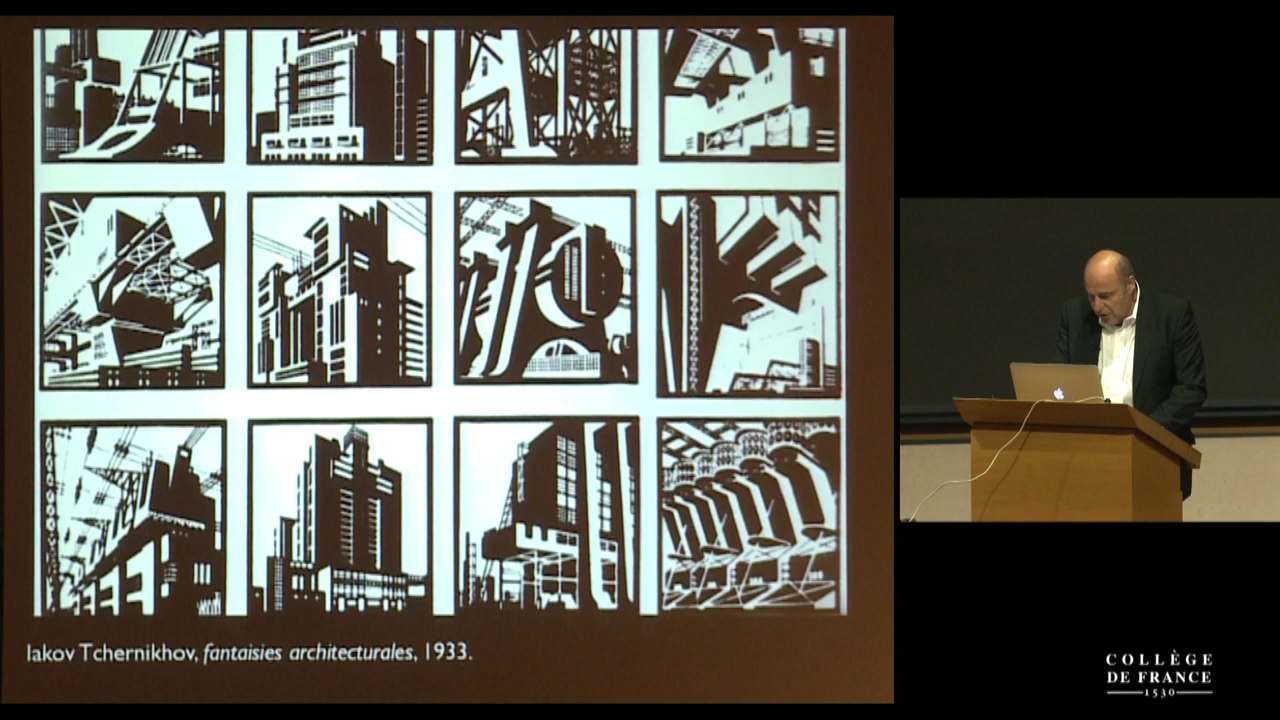 Iakov Tchernikhov, fantaisies architecturales, 1933.
COLLÈGE
DE FRANCE
1530